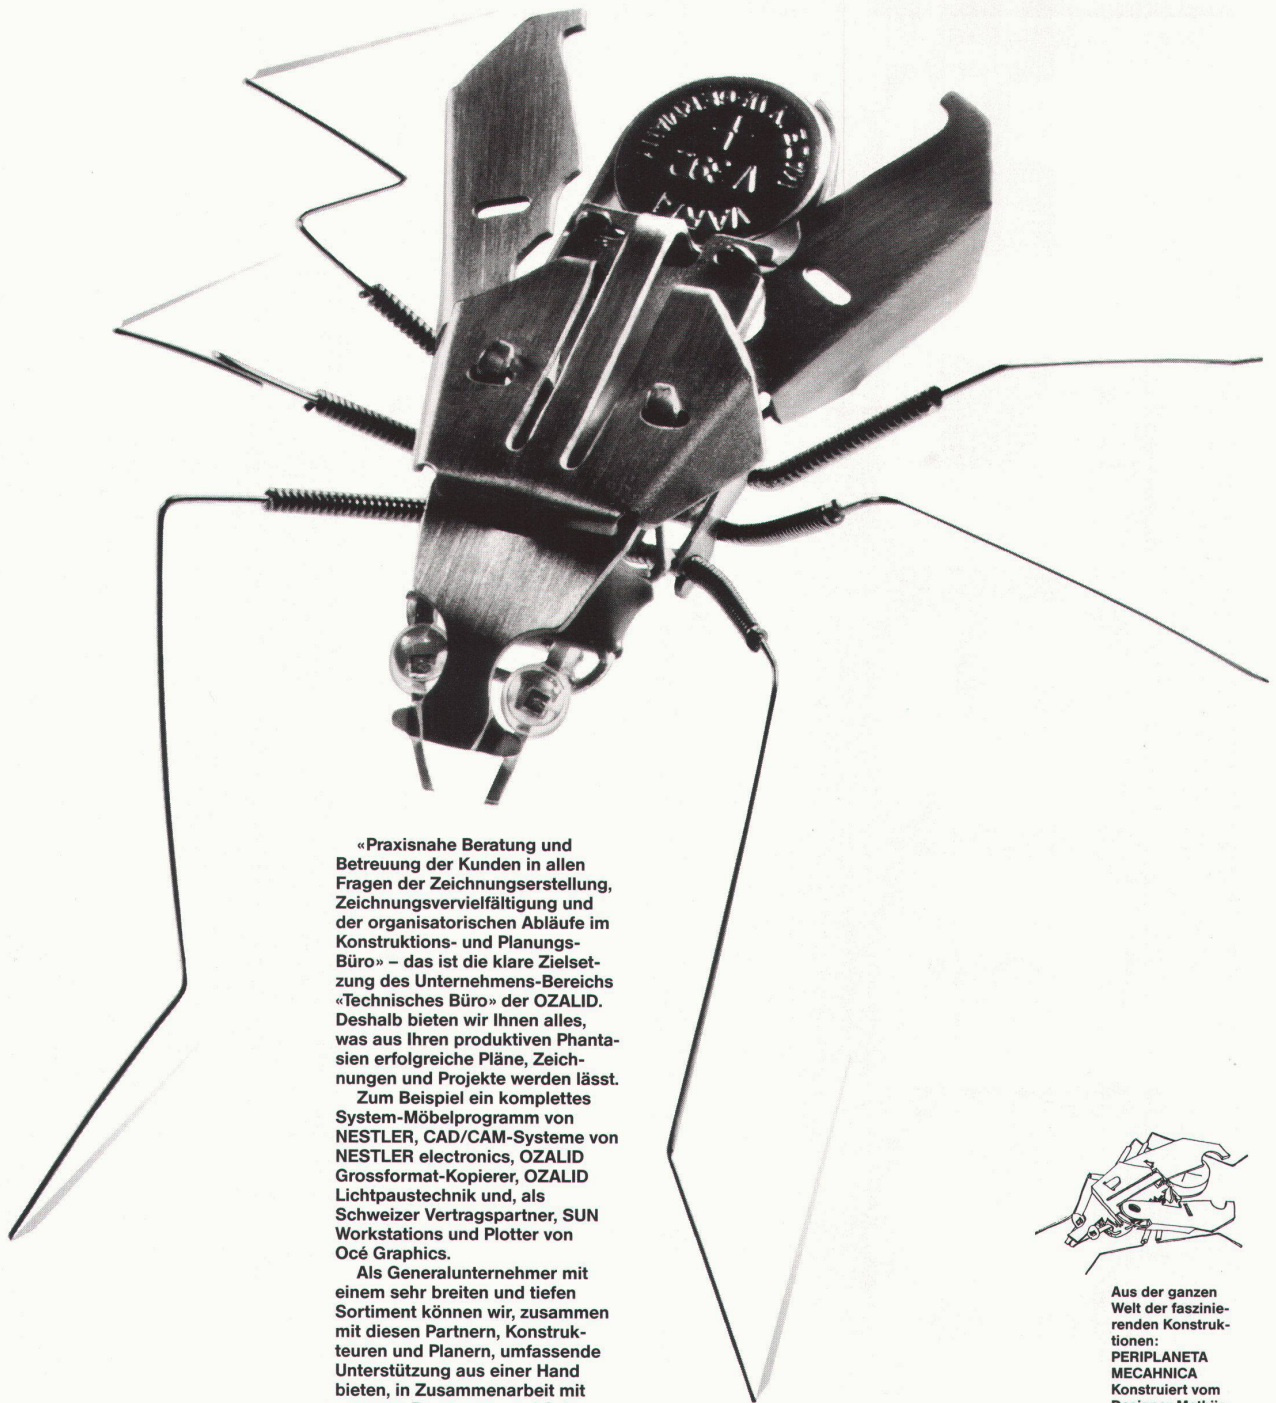 «Praxisnahe Beratung und
Betreuung der Kunden in allen
Fragen der Zeichnungserstellung,
Zeichnungsvervielfältigung und
der organisatorischen Abläufe im
Konstruktions- und Planungs-
Büro» – das ist die klare Zielset-
zung des Unternehmens-Bereichs
«Technisches Büro» der OZALID.
Deshalb bieten wir Ihnen alles,
was aus Ihren produktiven Phanta-
sien erfolgreiche Pläne, Zeich-
nungen und Projekte werden lässt.
Zum Beispiel ein komplettes
System-Möbelprogramm von
NESTLER, CAD/CAM-Systeme von
NESTLER electronics, OZALID
Grossformat-Kopierer, OZALID
Lichtpaustechnik und, als
Schweizer Vertragspartner, SUN
Workstations und Plotter von
Océ Graphics.
Als Generalunternehmer mit
einem sehr breiten und tiefen
Sortiment können wir, zusammen
mit diesen Partnern, Konstruk-
teuren und Planern, umfassende
Unterstützung aus einer Hand
bieten, in Zusammenarbeit mit
Aus der ganzen
Welt der faszinie-
renden Konstruk-
tionen:
PERIPLANETA
MECAHNICA
Konstruiert vom